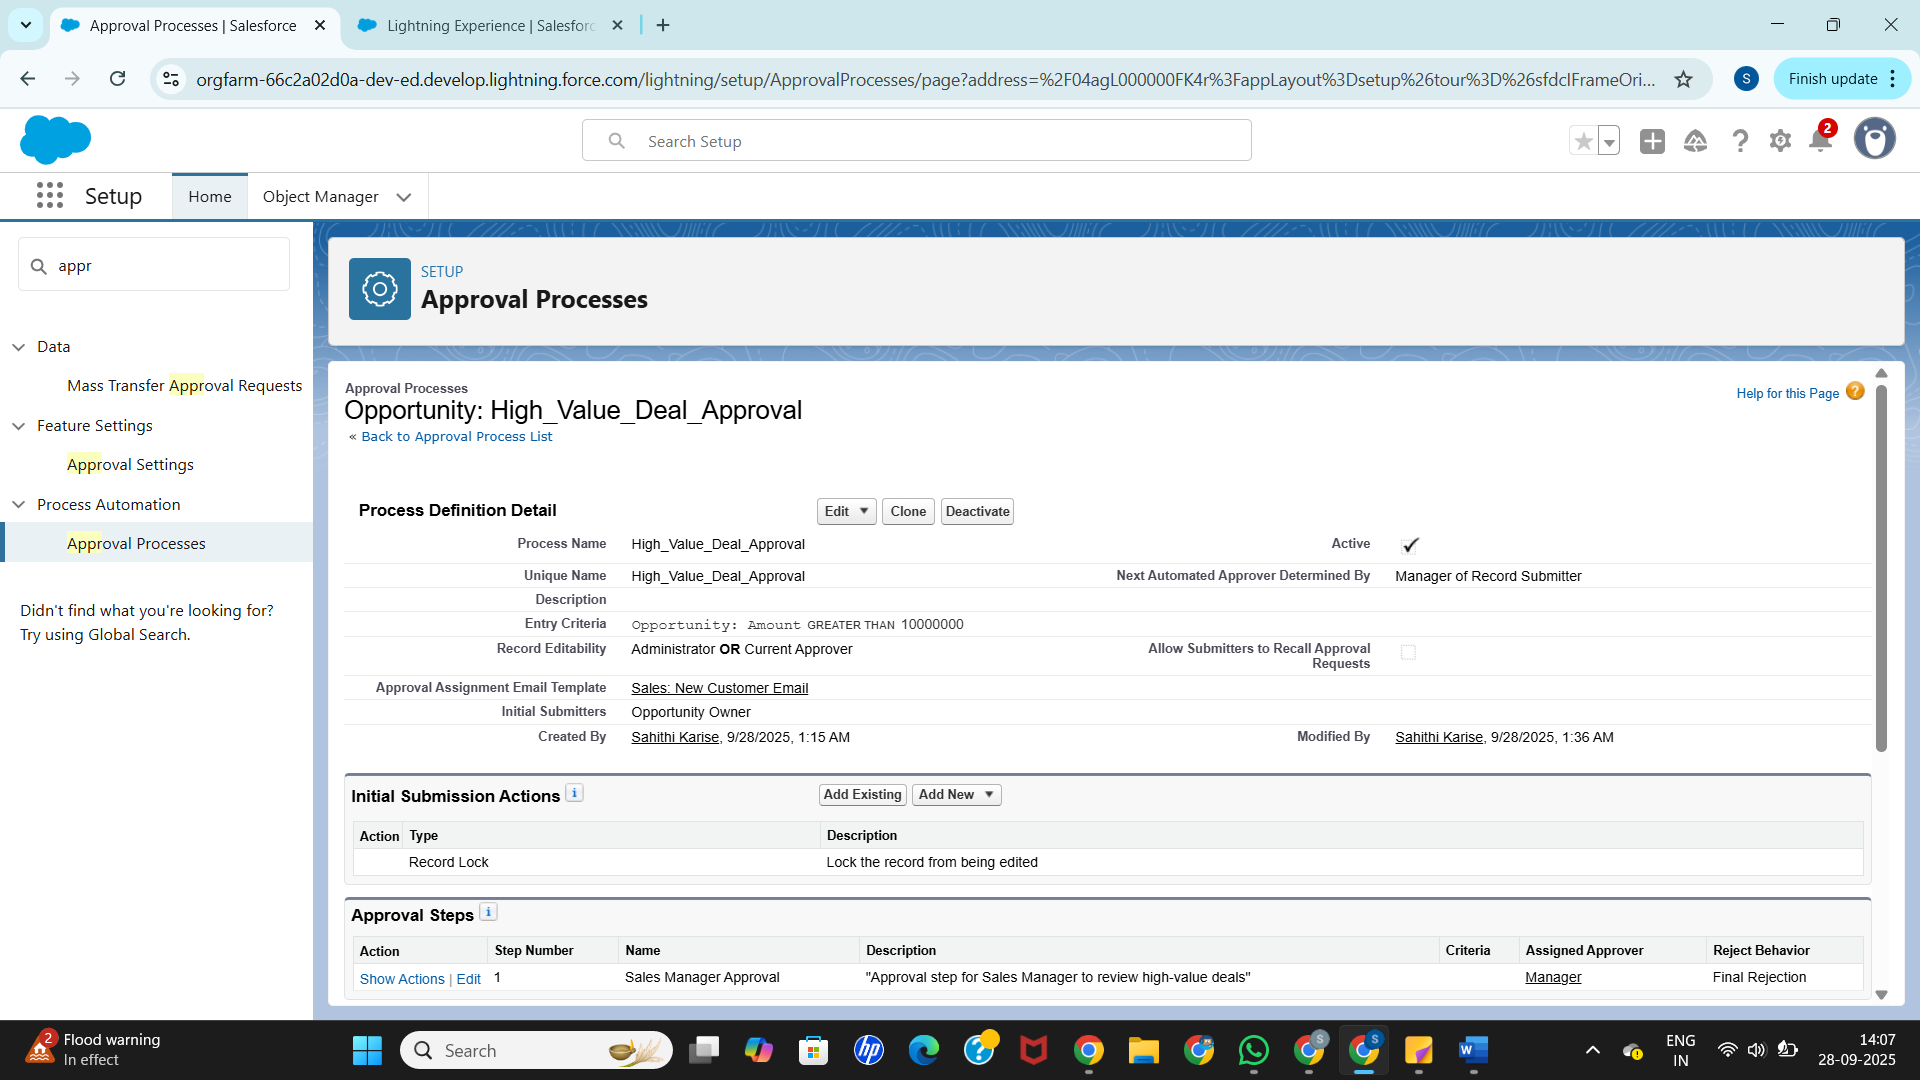 Approval Processes | Salesforce
Lightning Experience | Salesforc
orgfarm-66c2a02d0a-dev-ed.develop.lightning.force.com/lightning/setup/ApprovalProcesses/page?address=%2F04agL000000FK4r%3FappLayout%3Dsetup%26tour%3D%26sfdcIFrameOri...
S
Finish update
Search Setup
2
Setup
Home
Object Manager
appr
Data
Mass Transfer Approval Requests
Feature Settings
Approval Settings
Process Automation
Approval Processes
Didn't find what you're looking for?
Try using Global Search.
SETUP
Approval Processes
Approval Processes
Opportunity: High_Value_Deal_Approval
« Back to Approval Process List
Help for this Page ?
Process Definition Detail
Edit
Clone
Deactivate
Process Name High_Value_Deal_Approval Active
Unique Name High_Value_Deal_Approval Next Automated Approver Determined By Manager of Record Submitter
Description
Entry Criteria Opportunity: Amount GREATER THAN 10000000
Record Editability Administrator OR Current Approver Allow Submitters to Recall Approval
Requests
Approval Assignment Email Template Sales: New Customer Email
Initial Submitters Opportunity Owner
Created By Sahithi Karise, 9/28/2025, 1:15 AM Modified By Sahithi Karise, 9/28/2025, 1:36 AM
Initial Submission Actions i
Add Existing
Add New
Action Type Description
Record Lock Lock the record from being edited
Approval Steps i
Action Step Number Name Description Criteria Assigned Approver Reject Behavior
Show Actions | Edit 1 Sales Manager Approval "Approval step for Sales Manager to review high-value deals" Manager Final Rejection
2
Flood warning
In effect
Search
hp
?
S
S
W
ENG
IN
14:07
28-09-2025